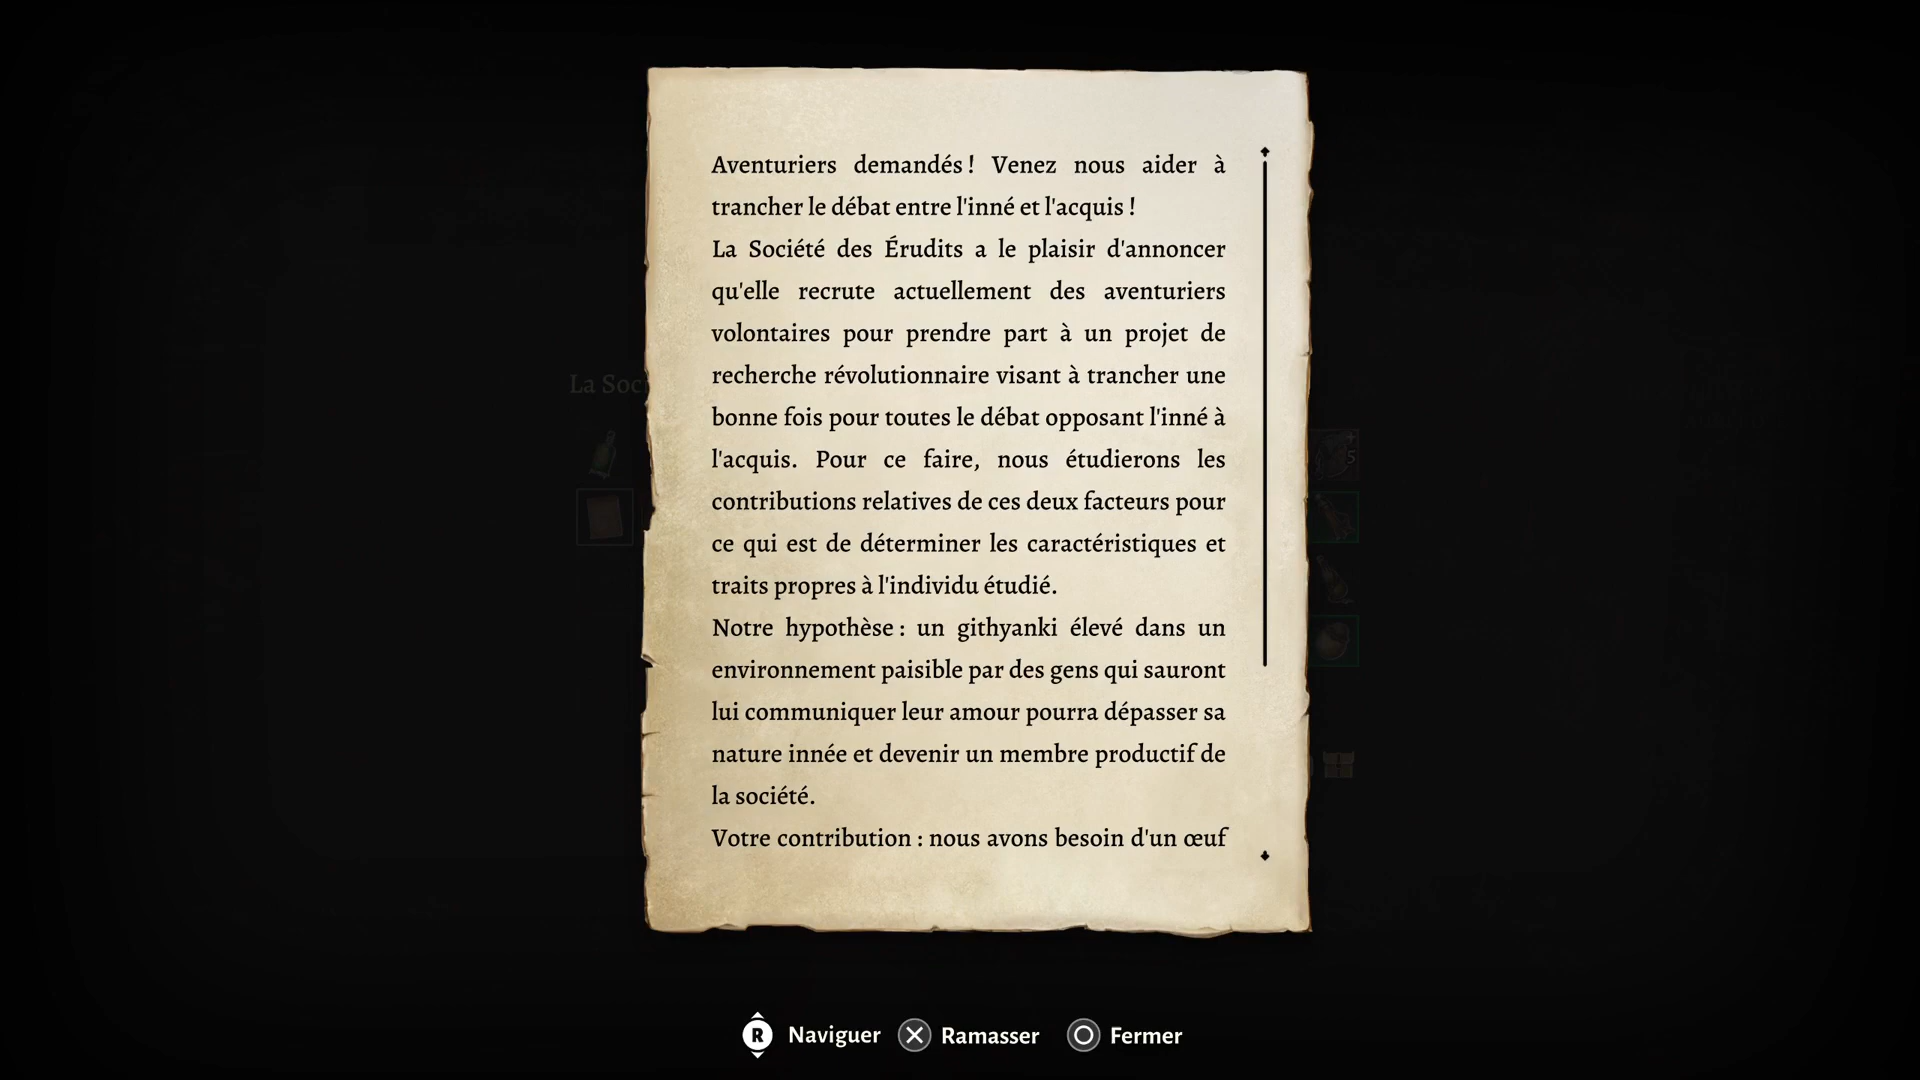 Aventuriers demandés ! Venez nous aider à
trancher le débat entre l'inné et l'acquis !
La Société des Érudits a le plaisir d'annoncer
qu'elle recrute actuellement des aventuriers
volontaires pour prendre part à un projet de
recherche révolutionnaire visant à trancher une
bonne fois pour toutes le débat opposant l'inné à
l'acquis. Pour ce faire, nous étudierons les
contributions relatives de ces deux facteurs pour
ce qui est de déterminer les caractéristiques et
traits propres à l'individu étudié.
Notre hypothèse : un githyanki élevé dans un
environnement paisible par des gens qui sauront
lui communiquer leur amour pourra dépasser sa
nature innée et devenir un membre productif de
la société.
Votre contribution : nous avons besoin d'un œuf
La Soc
5
R Naviguer Ramasser Fermer